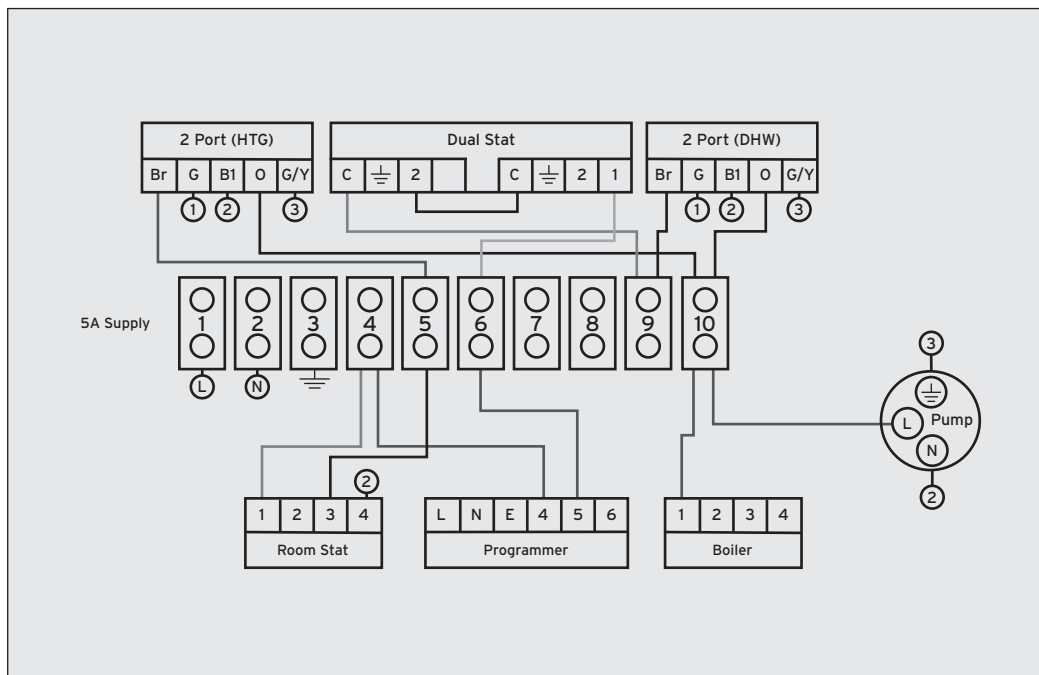 2 Port (HTG)
Dual Stat
2 Port (DHW)
Br G B1 O G/Y
C 2 C 2 1
Br G B1 O G/Y
1 2 3
1 2 3
5A Supply
1 2 3 4 5 6 7 8 9 10
L N
3
L Pump
N
2
2
1 2 3 4
Room Stat
L N E 4 5 6
Programmer
1 2 3 4
Boiler